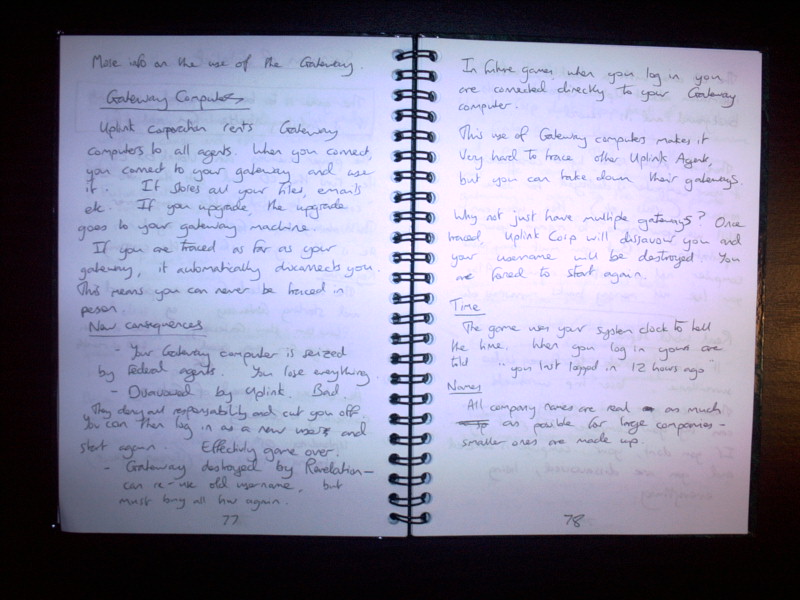 More info on the use of the Gateway.
Gateway Computers
Uplink corporation rents Gateway
computers to all agents. When you connect,
you connect to your gateway and use
it. It stores all your files, emails
etc. If you upgrade, the upgrade
goes to your gateway machine.
If you are traced as far as your
gateway, it automatically disconnects you.
This means you can never be traced in
person.
New consequences
- Your Gateway computer is seized
by Federal agents. You lose everything.
- Disavowed by Uplink. Bad.
They deny all responsibility and cut you off.
You can then log in as a new user and
start again. Effectively game over.
- Gateway destroyed by Revelation -
can re-use old username, but
must buy all h/w again.
77
In future games when you log in you
are connected directly to your Gateway
computer.
This use of Gateway computers makes it
very hard to trace other Uplink Agent,
but you can take down their gateways.
Why not just have multiple gateways? Once
traced, Uplink Corp will dissavow you and
your username will be destroyed. You
are forced to start again.
Time
The game uses your system clock to tell
the time. When you log in you are
told "you last logged in 12 hours ago"
Names
All company names are real as much
as posible for large companies -
smaller ones are made up.
78